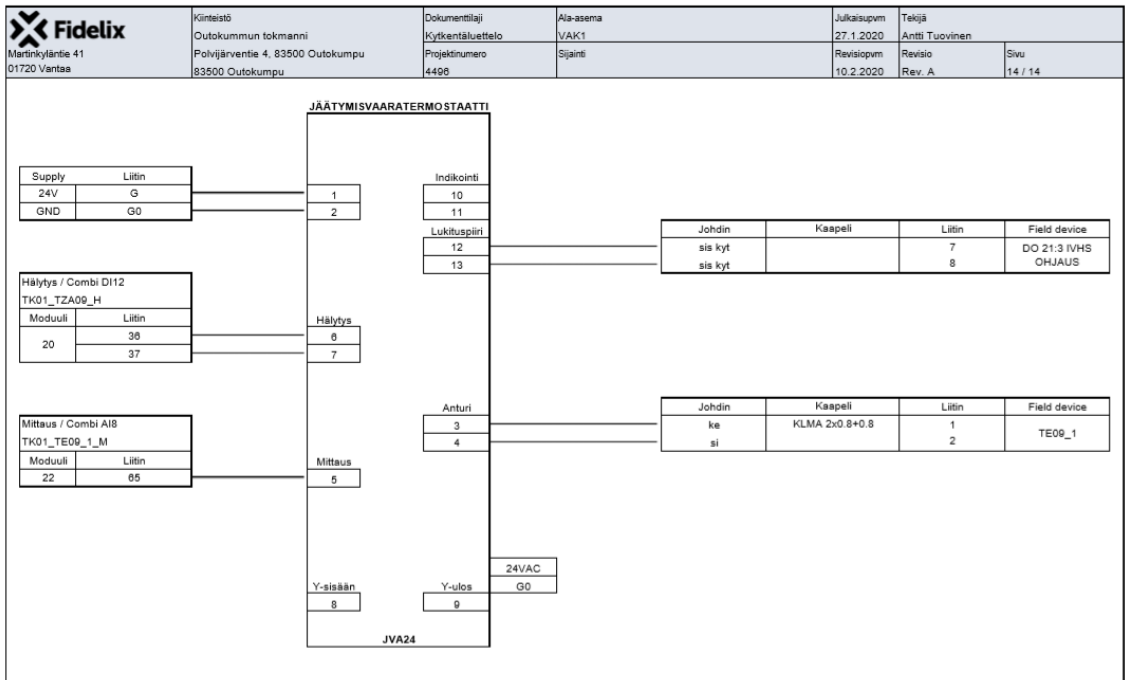 Fidelix
Martinkyläntie 41
01720 Vantaa
Kiinteistö
Outokummun tokmanni
Polvijärventie 4, 83500 Outokumpu
83500 Outokumpu
Dokumenttilaji
Kytkentäluettelo
Projektinumero
4496
Ala-asema
VAK1
Sijainti
Julkaisupvm
27.1.2020
Revisiopvm
10.2.2020
Tekijä
Antti Tuovinen
Revisio
Rev. A
Sivu
14 / 14
JÄÄTYMISVAARATERMOSTAATTI
Supply Liitin
24V G
GND G0
1
2
Indikointi
10
11
Lukituspiiri
12
13
Johdin Kaapeli Liitin Field device
sis kyt 7 DO 21:3 IVHS
sis kyt 8 OHJAUS
Hälytys / Combi DI12
TK01_TZA09_H
Moduuli Liitin
20 36
37
Hälytys
6
7
Anturi
3
4
Johdin Kaapeli Liitin Field device
ke KLMA 2x0.8+0.8 1 TE09_1
si 2
Mittaus / Combi AI8
TK01_TE09_1_M
Moduuli Liitin
22 65
Mittaus
5
24VAC
G0
Y-sisään
8
Y-ulos
9
JVA24